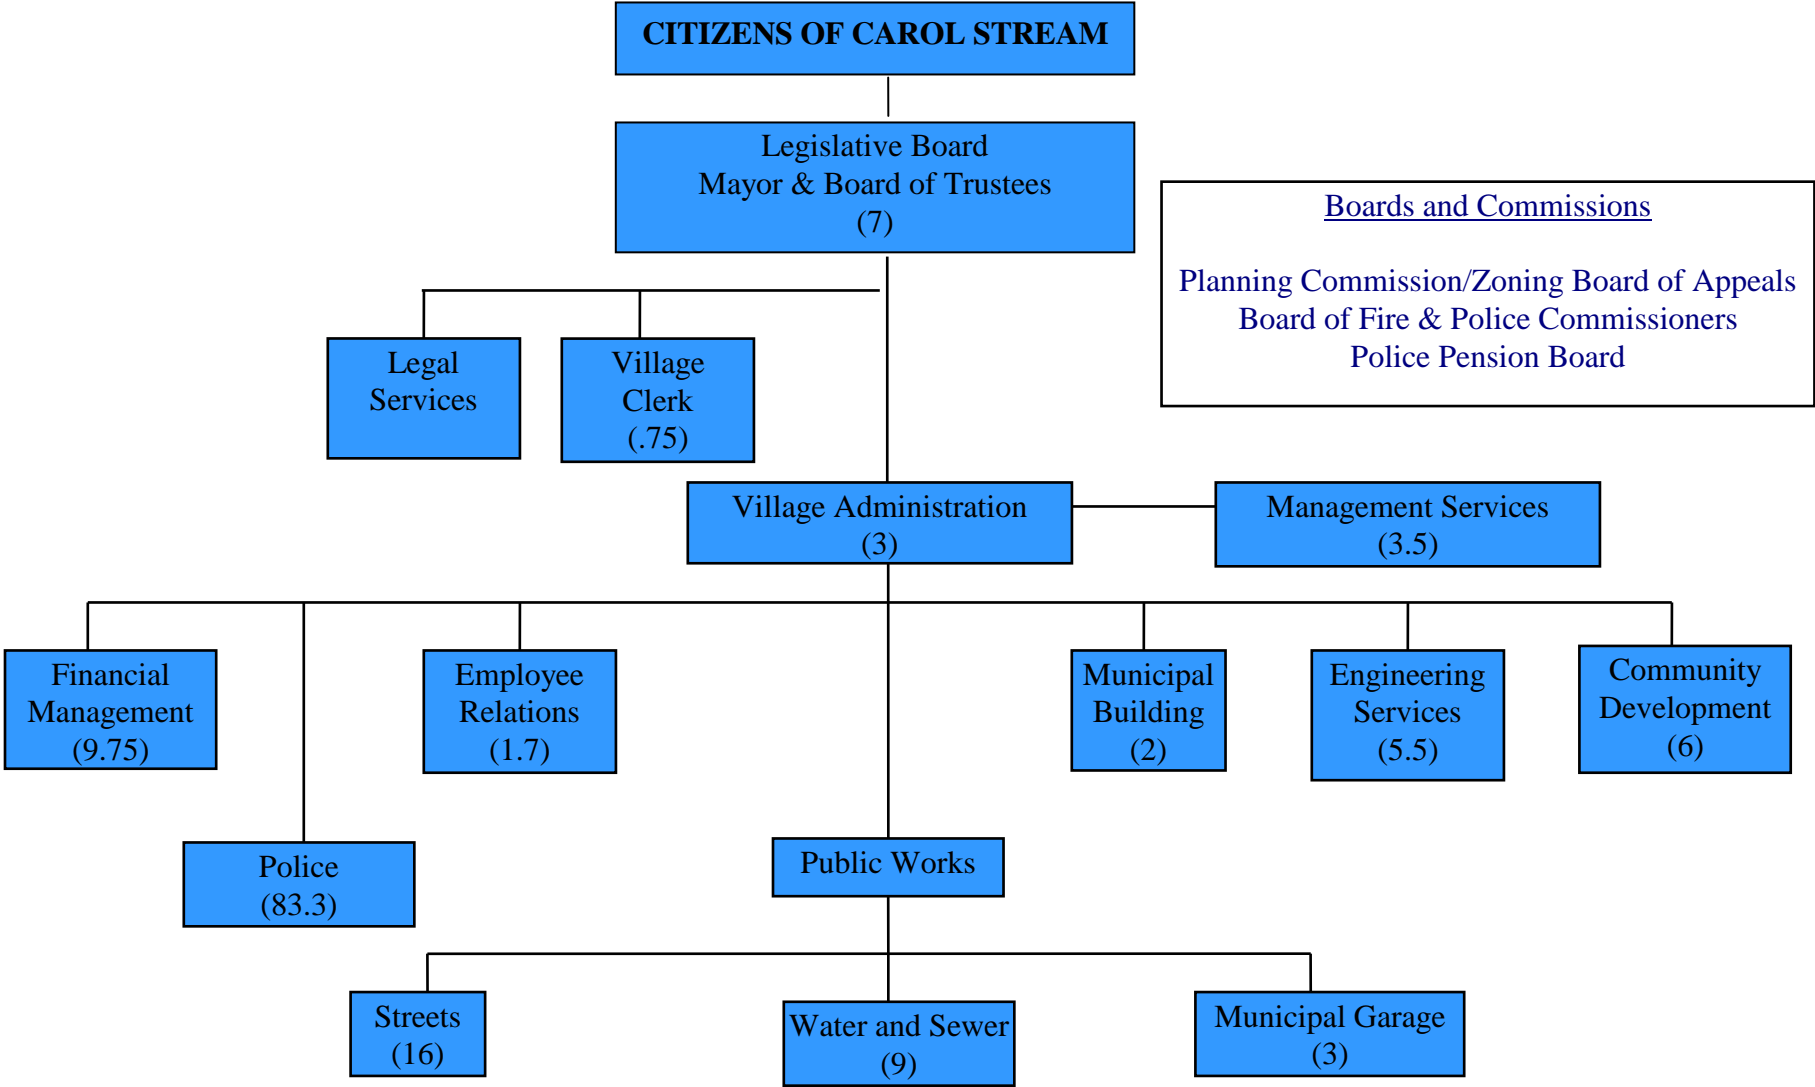 CITIZENS OF CAROL STREAM
Legislative Board
Mayor & Board of Trustees
(7)
Boards and Commissions
Planning Commission/Zoning Board of Appeals
Board of Fire & Police Commissioners
Police Pension Board
Legal
Services
Village
Clerk
(.75)
Village Administration
(3)
Management Services
(3.5)
Financial
Management
(9.75)
Employee
Relations
(1.7)
Municipal
Building
(2)
Engineering
Services
(5.5)
Community
Development
(6)
Police
(83.3)
Public Works
Streets
(16)
Water and Sewer
(9)
Municipal Garage
(3)